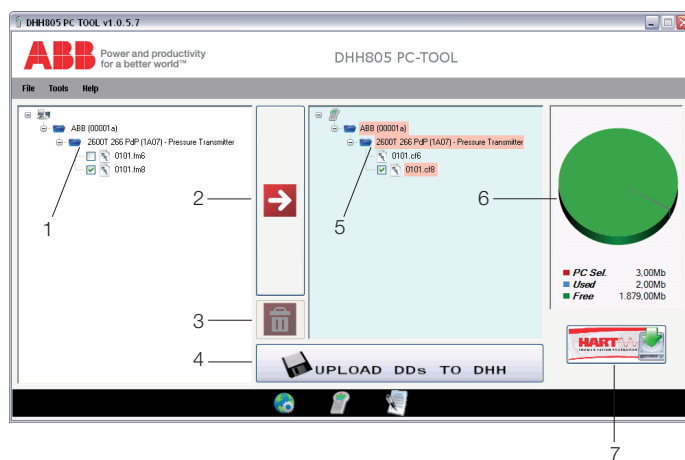 DHH805 PC TOOL v1.0.5.7
ABB
Power and productivity
for a better world™
DHH805 PC-TOOL
File Tools Help
ABB (00001a)
2600T 266 PdP (1A07) - Pressure Transmitter
0101.fm6
0101.fm8
ABB (00001a)
2600T 266 PdP (1A07) - Pressure Transmitter
0101.cf6
0101.cf8
1
2
3
4
5
6
PC Sel. 3,00Mb
Used 2,00Mb
Free 1.879,00Mb
HART
COMMUNICATION FOUNDATION
UPLOAD DDs TO DHH
7